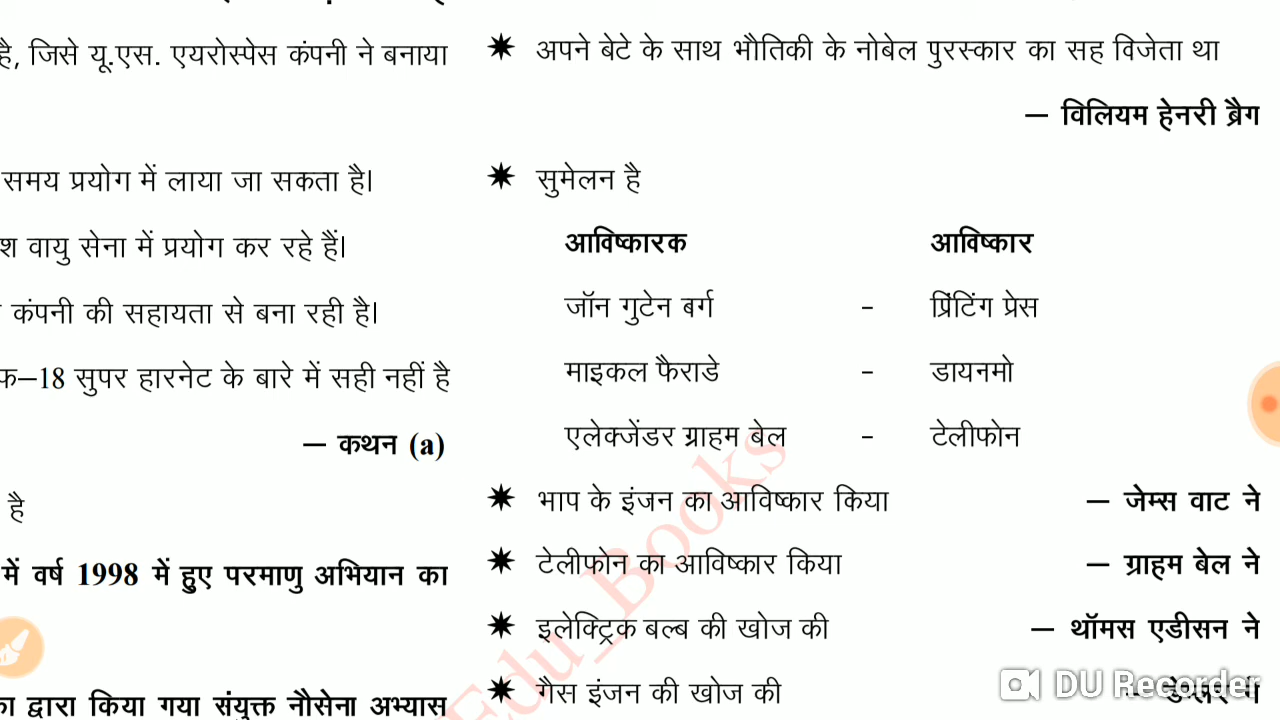 है, जिसे यू.एस. एयरोस्पेस कंपनी ने बनाया
समय प्रयोग में लाया जा सकता है।
वायु सेना में प्रयोग कर रहे हैं।
कंपनी की सहायता से बना रही है।
फ–18 सुपर हारनेट के बारे में सही नहीं है
– कथन (a)
है
में वर्ष 1998 में हुए परमाणु अभियान का
द्वारा किया गया संयुक्त नौसेना अभ्यास
✷ अपने बेटे के साथ भौतिकी के नोबेल पुरस्कार का सह विजेता था
– विलियम हेनरी ब्रैग
✷ सुमेलन है
आविष्कारक आविष्कार
जॉन गुटेन बर्ग - प्रिंटिंग प्रेस
माइकल फैराडे - डायनमो
एलेक्जेंडर ग्राहम बेल - टेलीफोन
✷ भाप के इंजन का आविष्कार किया – जेम्स वाट ने
✷ टेलीफोन का आविष्कार किया – ग्राहम बेल ने
✷ इलेक्ट्रिक बल्ब की खोज की – थॉमस एडीसन ने
✷ गैस इंजन की खोज की
Edu_Books
DU Recorder